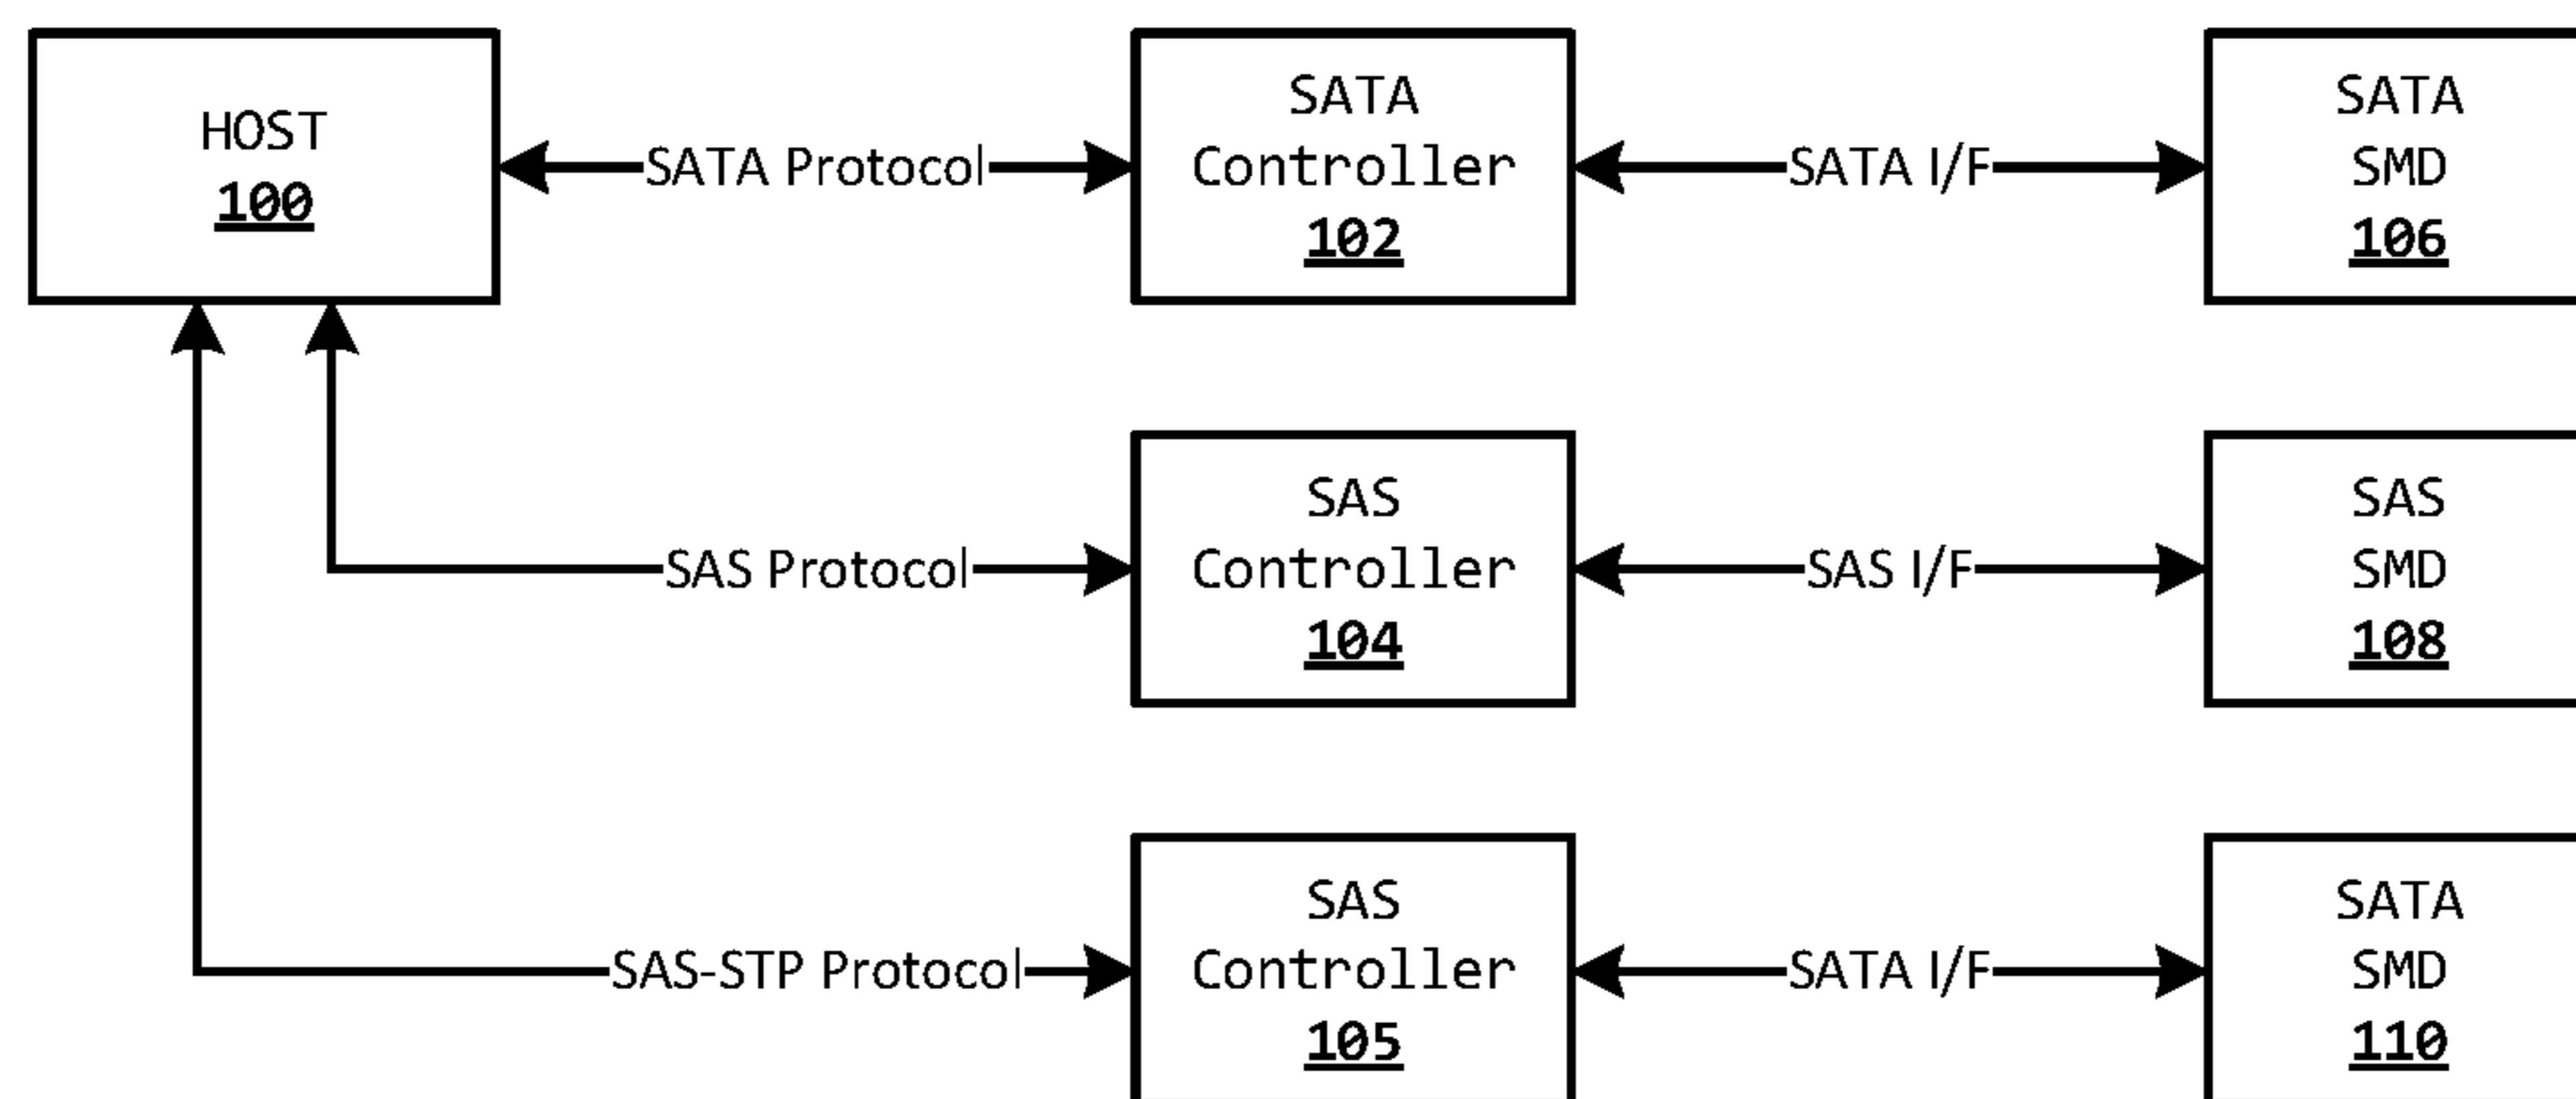 HOST
100
SATA Protocol
SATA
Controller
102
SATA I/F
SATA
SMD
106
SAS Protocol
SAS
Controller
104
SAS I/F
SAS
SMD
108
SAS-STP Protocol
SAS
Controller
105
SATA I/F
SATA
SMD
110